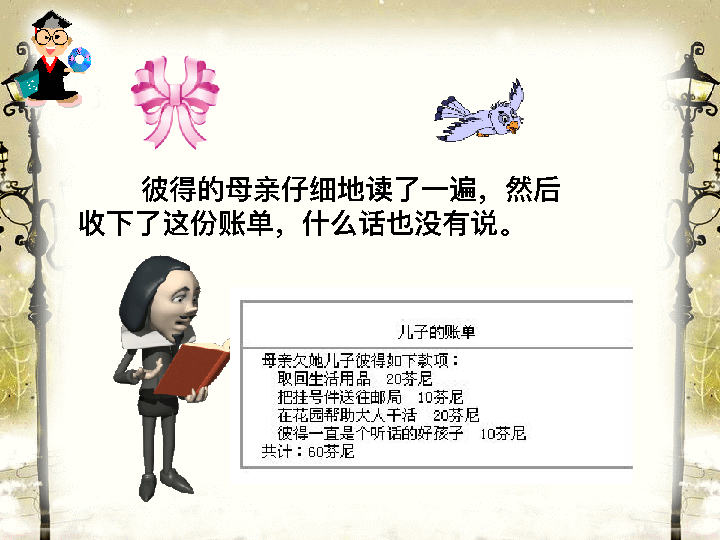 彼得的母亲仔细地读了一遍，然后
收下了这份账单，什么话也没有说。
儿子的账单
母亲欠她儿子彼得如下款项：
取回生活用品 20芬尼
把挂号件送往邮局 10芬尼
在花园帮助大人干活 20芬尼
彼得一直是个听话的好孩子 10芬尼
共计：60芬尼